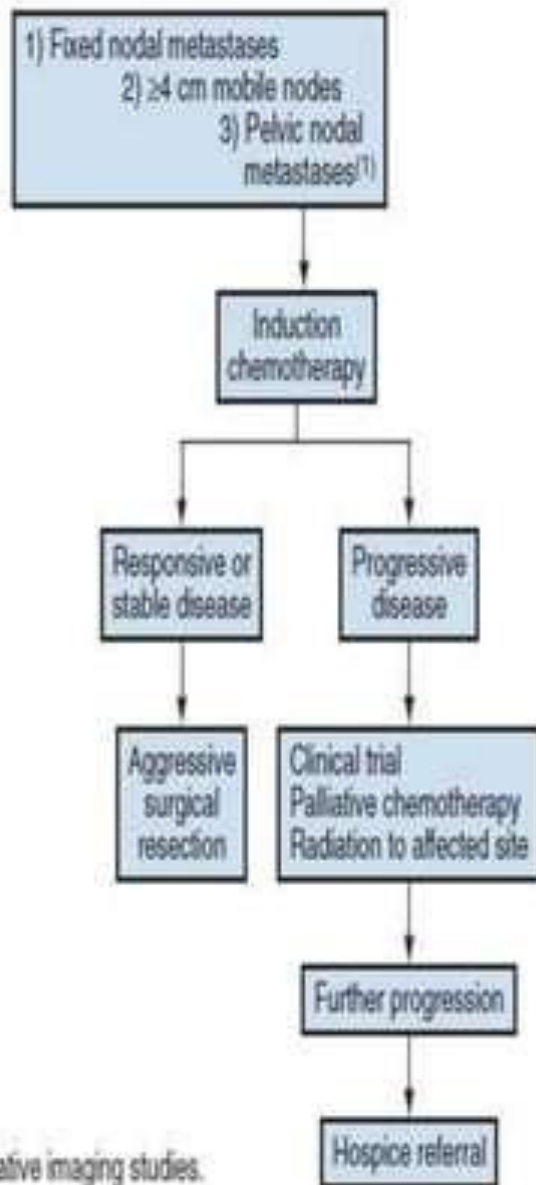 1) Fixed nodal metastases
2) ≥4 cm mobile nodes
3) Pelvic nodal
metastases(1)
Induction
chemotherapy
Responsive or
stable disease
Progressive
disease
Aggressive
surgical
resection
Clinical trial
Palliative chemotherapy
Radiation to affected site
Further progression
Hospice referral
ative imaging studies.